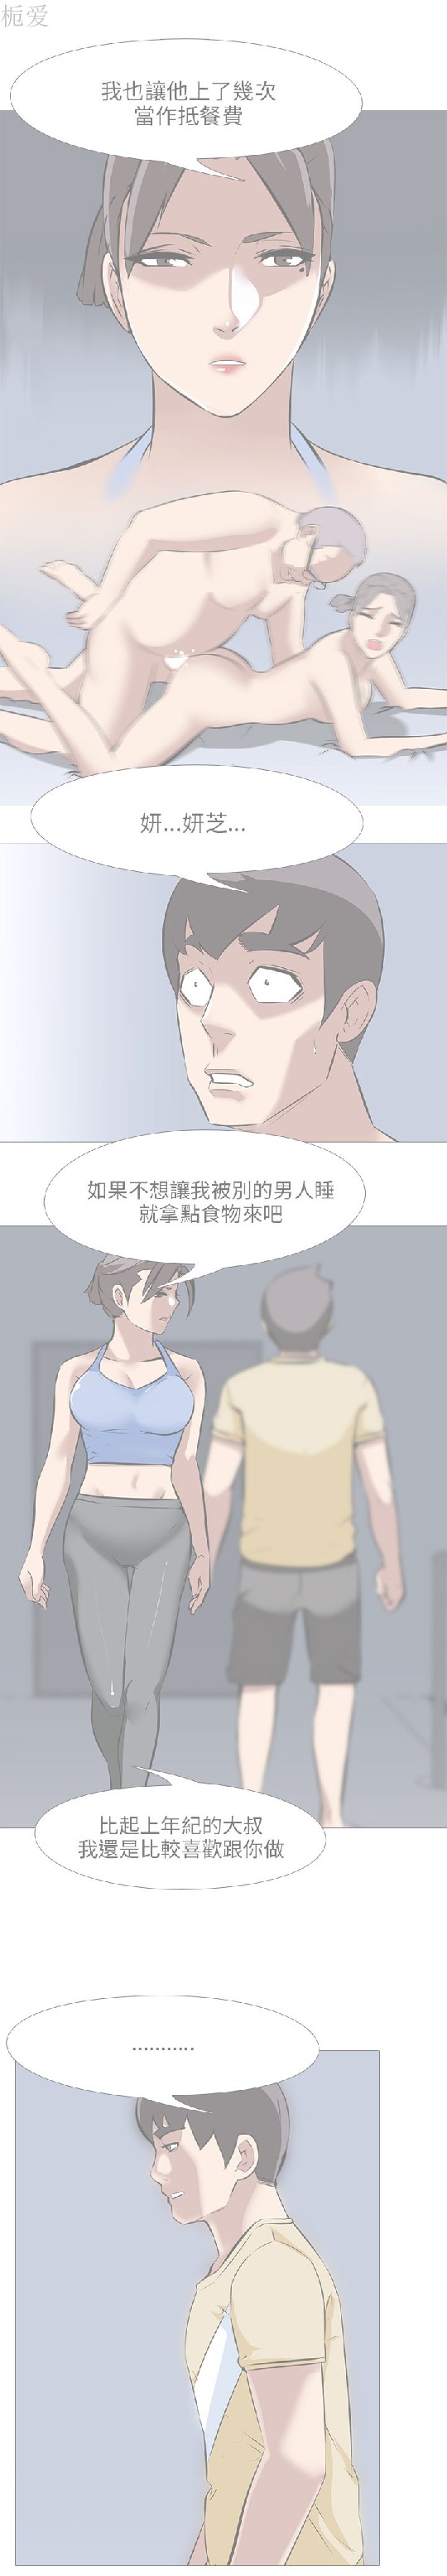 栀爱
我也讓他上了幾次
當作抵餐費
妍...妍芝...
如果不想讓我被別的男人睡
就拿點食物來吧
比起上年紀的大叔
我還是比較喜歡跟你做
...........